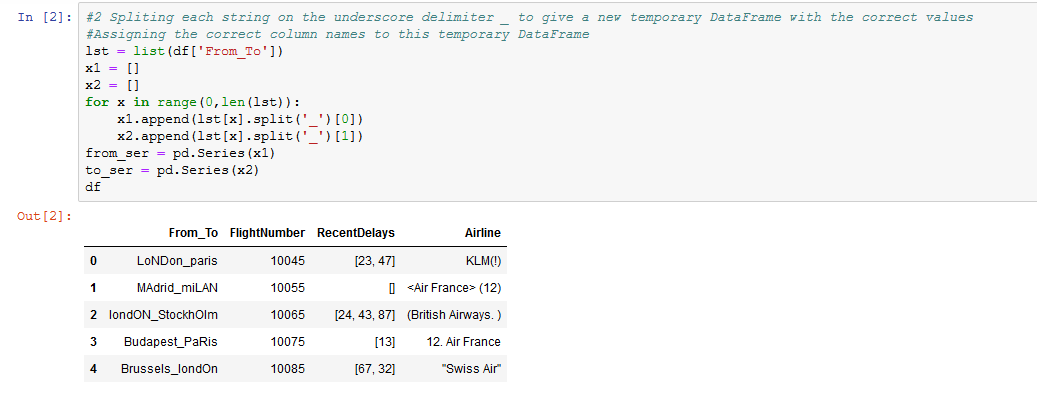 In [2]: #2 Spliting each string on the underscore delimiter _ to give a new temporary DataFrame with the correct values
#Assigning the correct column names to this temporary DataFrame
lst = list(df['From_To'])
x1 = []
x2 = []
for x in range(0,len(lst)):
    x1.append(lst[x].split('_')[0])
    x2.append(lst[x].split('_')[1])
from_ser = pd.Series(x1)
to_ser = pd.Series(x2)
df
Out[2]:
From_To FlightNumber RecentDelays Airline
0 LoNDon_paris 10045 [23, 47] KLM(!)
1 MAdrid_miLAN 10055 [] <Air France> (12)
2 londON_StockhOlm 10065 [24, 43, 87] (British Airways. )
3 Budapest_PaRis 10075 [13] 12. Air France
4 Brussels_londOn 10085 [67, 32] "Swiss Air"